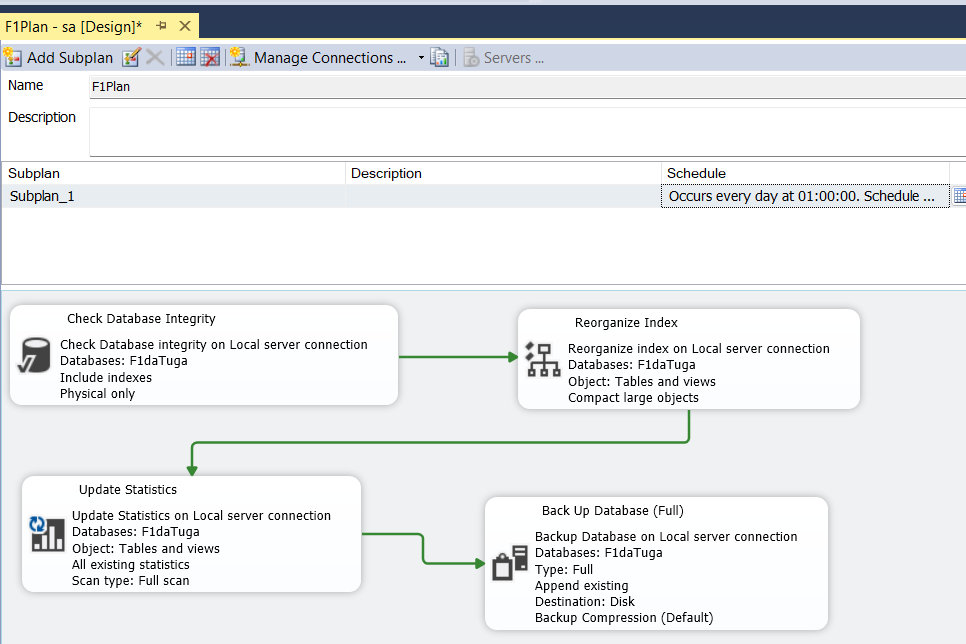 F1Plan - sa [Design]*
Add Subplan
Manage Connections ...
Servers ...
Name
F1Plan
Description
Subplan
Description
Schedule
Subplan_1
Occurs every day at 01:00:00. Schedule ...
Check Database Integrity
Check Database integrity on Local server connection
Databases: F1daTuga
Include indexes
Physical only
Reorganize Index
Reorganize index on Local server connection
Databases: F1daTuga
Object: Tables and views
Compact large objects
Update Statistics
Update Statistics on Local server connection
Databases: F1daTuga
Object: Tables and views
All existing statistics
Scan type: Full scan
Back Up Database (Full)
Backup Database on Local server connection
Databases: F1daTuga
Type: Full
Append existing
Destination: Disk
Backup Compression (Default)